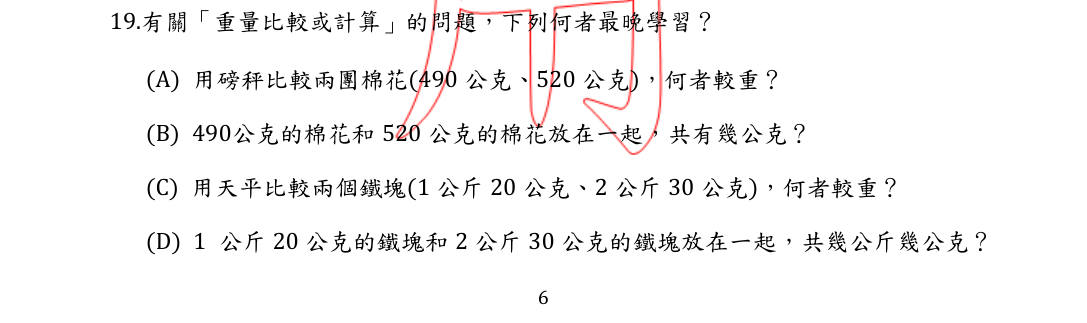 19.有關「重量比較或計算」的問題，下列何者最晚學習？
(A) 用磅秤比較兩團棉花(490 公克、520 公克)，何者較重？
(B) 490公克的棉花和 520 公克的棉花放在一起，共有幾公克？
(C) 用天平比較兩個鐵塊(1 公斤 20 公克、2 公斤 30 公克)，何者較重？
(D) 1 公斤 20 公克的鐵塊和 2 公斤 30 公克的鐵塊放在一起，共幾公斤幾公克？
6